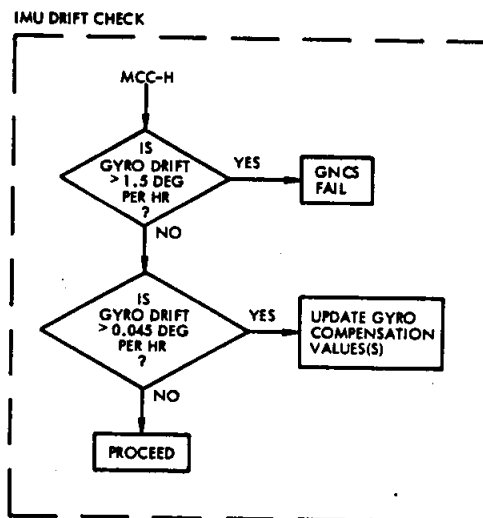 IMU DRIFT CHECK
MCC-H
IS
GYRO DRIFT
> 1.5 DEG
PER HR
?
YES
GNCS
FAIL
NO
IS
GYRO DRIFT
> 0.045 DEG
PER HR
?
YES
UPDATE GYRO
COMPENSATION
VALUES(S)
NO
PROCEED